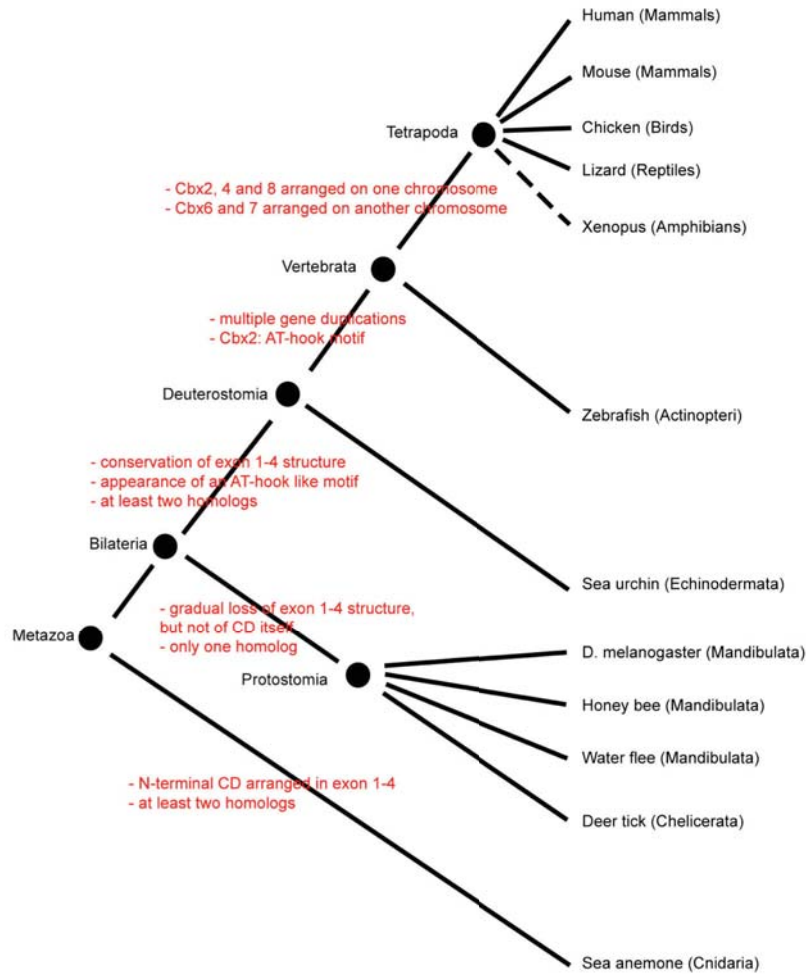 Human (Mammals)
Mouse (Mammals)
Tetrapoda
Chicken (Birds)
Lizard (Reptiles)
- Cbx2, 4 and 8 arranged on one chromosome
- Cbx6 and 7 arranged on another chromosome
Xenopus (Amphibians)
Vertebrata
- multiple gene duplications
- Cbx2: AT-hook motif
Deuterostomia
Zebrafish (Actinopteri)
- conservation of exon 1-4 structure
- appearance of an AT-hook like motif
- at least two homologs
Bilateria
Sea urchin (Echinodermata)
- gradual loss of exon 1-4 structure,
but not of CD itself
- only one homolog
Metazoa
Protostomia
D. melanogaster (Mandibulata)
Honey bee (Mandibulata)
Water flee (Mandibulata)
- N-terminal CD arranged in exon 1-4
- at least two homologs
Deer tick (Chelicerata)
Sea anemone (Cnidaria)